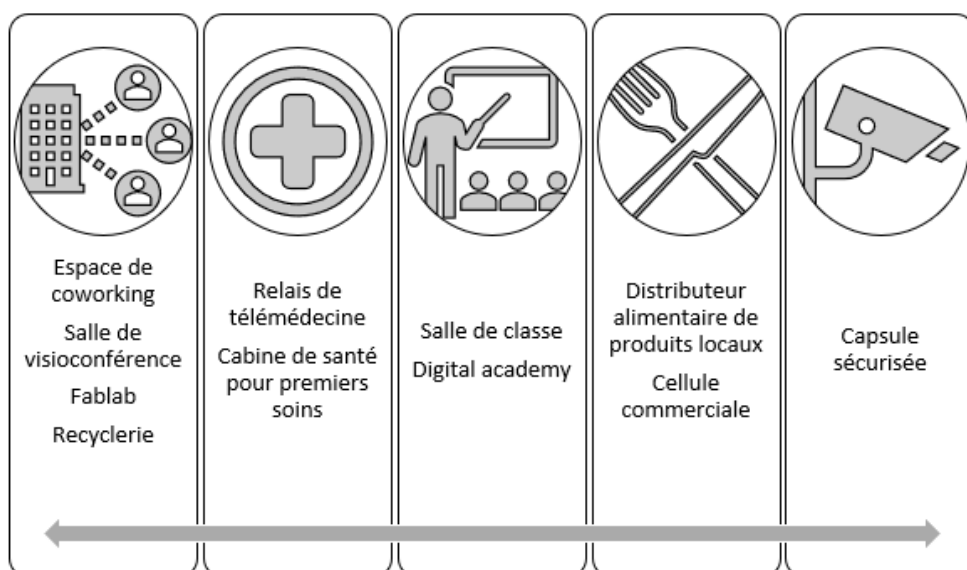 Espace de
coworking
Salle de
visioconférence
Fablab
Recyclerie
Relais de
télémédecine
Cabine de santé
pour premiers
soins
Salle de classe
Digital academy
Distributeur
alimentaire de
produits locaux
Cellule
commerciale
Capsule
sécurisée